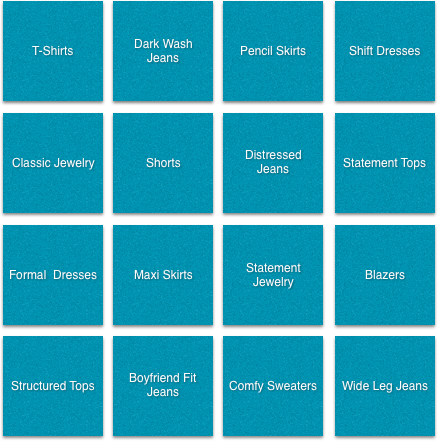 T-Shirts
Dark Wash
Jeans
Pencil Skirts
Shift Dresses
Classic Jewelry
Shorts
Distressed
Jeans
Statement Tops
Formal  Dresses
Maxi Skirts
Statement
Jewelry
Blazers
Structured Tops
Boyfriend Fit
Jeans
Comfy Sweaters
Wide Leg Jeans